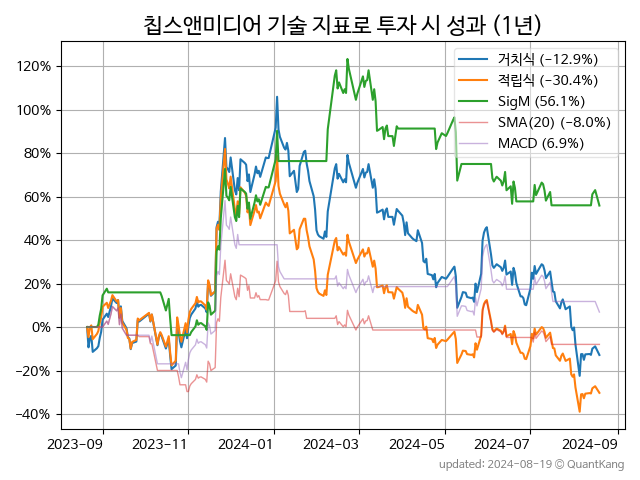 칩스앤미디어 기술 지표로 투자 시 성과 (1년)
거치식 (−12.9%)
적립식 (−30.4%)
SigM (56.1%)
SMA(20) (−8.0%)
MACD (6.9%)
120%
100%
80%
60%
40%
20%
0%
−20%
−40%
2023-09 2023-11 2024-01 2024-03 2024-05 2024-07 2024-09
updated: 2024-08-19 © QuantKang